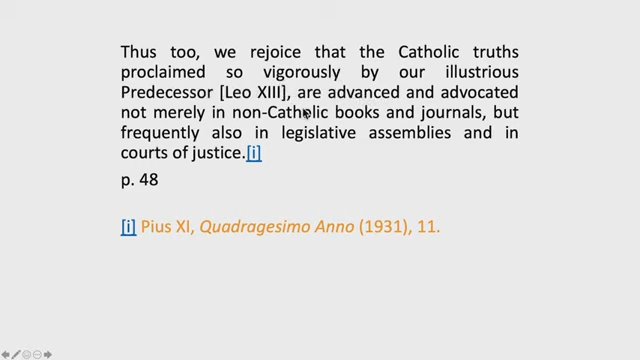 Thus too, we rejoice that the Catholic truths
proclaimed so vigorously by our illustrious
Predecessor [Leo XIII], are advanced and advocated
not merely in non-Catholic books and journals, but
frequently also in legislative assemblies and in
courts of justice.[i]
p. 48
[i] Pius XI, Quadragesimo Anno (1931), 11.